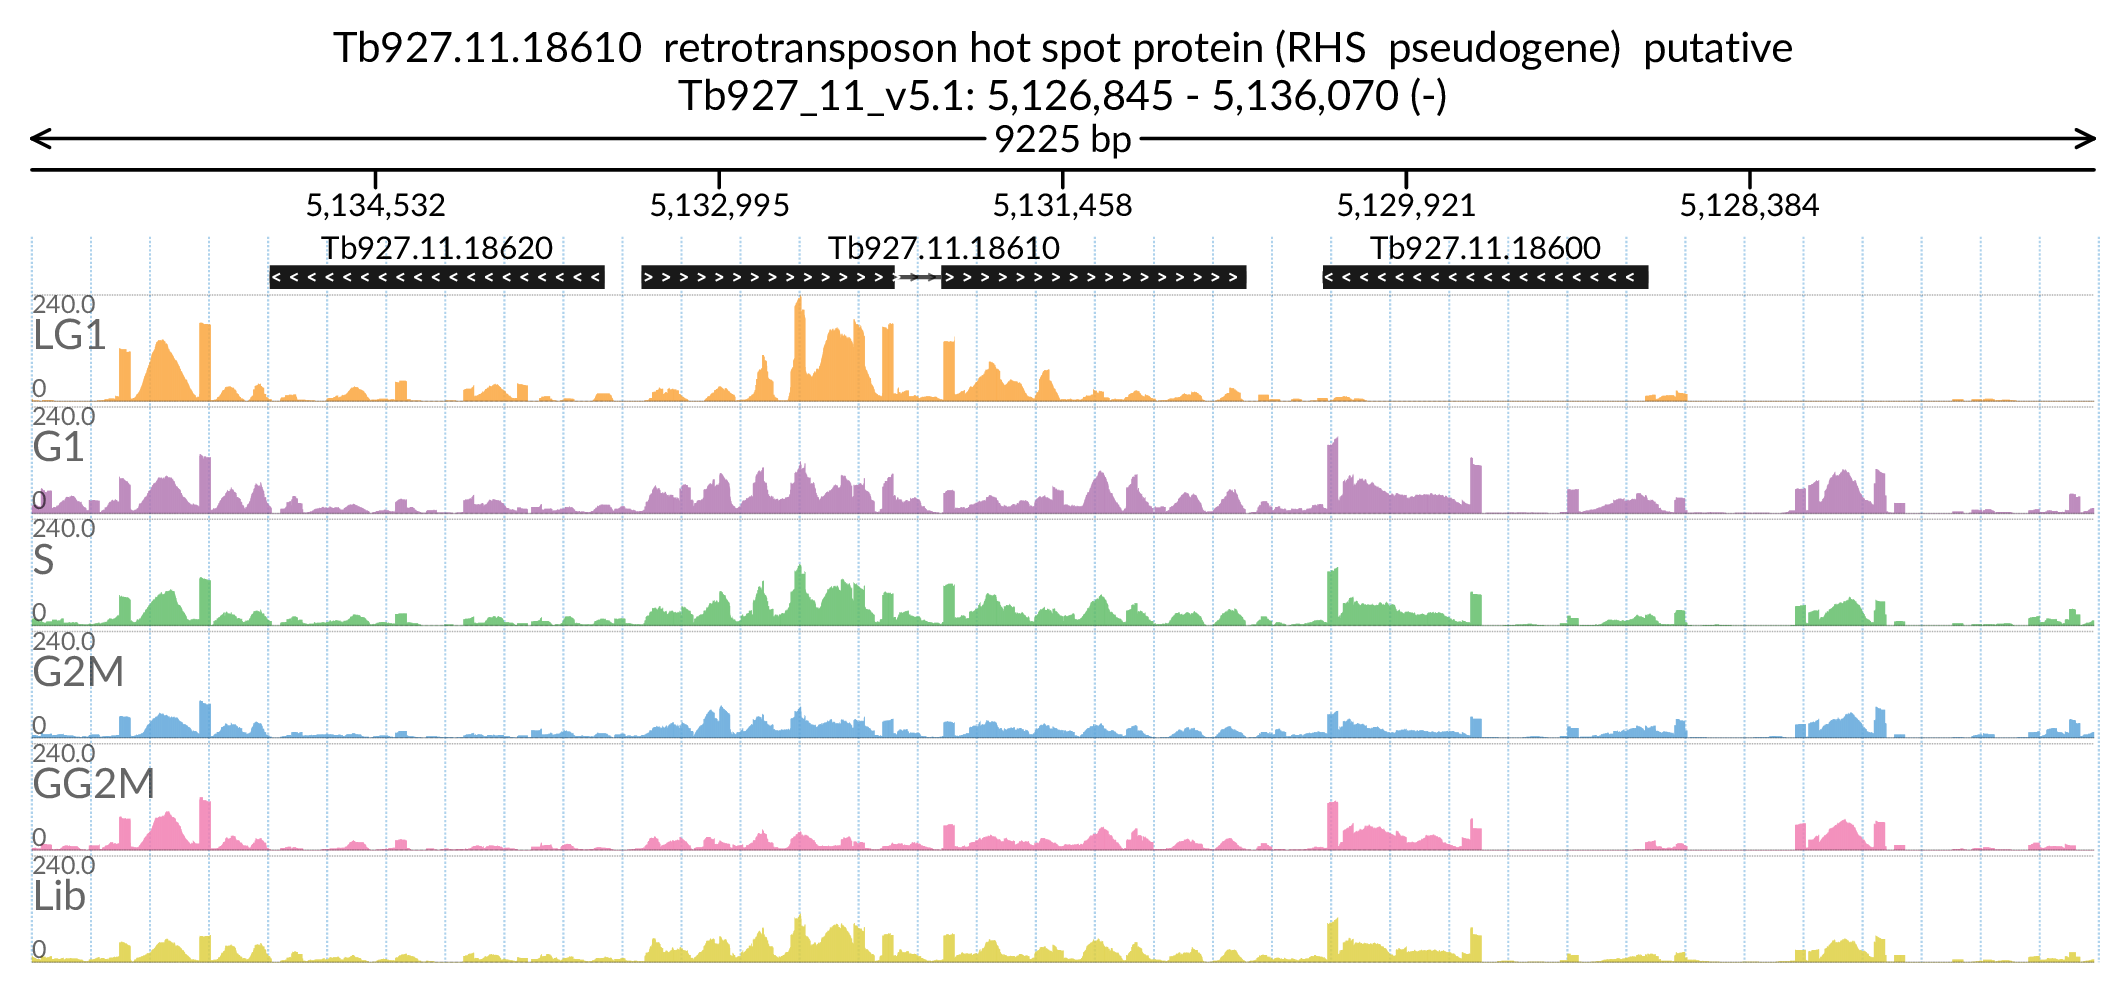 Tb927.11.18610 retrotransposon hot spot protein (RHS pseudogene) putative
Tb927_11_v5.1: 5,126,845 - 5,136,070 (-)
9225 bp
5,134,532 5,132,995 5,131,458 5,129,921 5,128,384
Tb927.11.18620 Tb927.11.18610 Tb927.11.18600
240.0
LG1
0
240.0
G1
0
240.0
S
0
240.0
G2M
0
240.0
GG2M
0
240.0
Lib
0